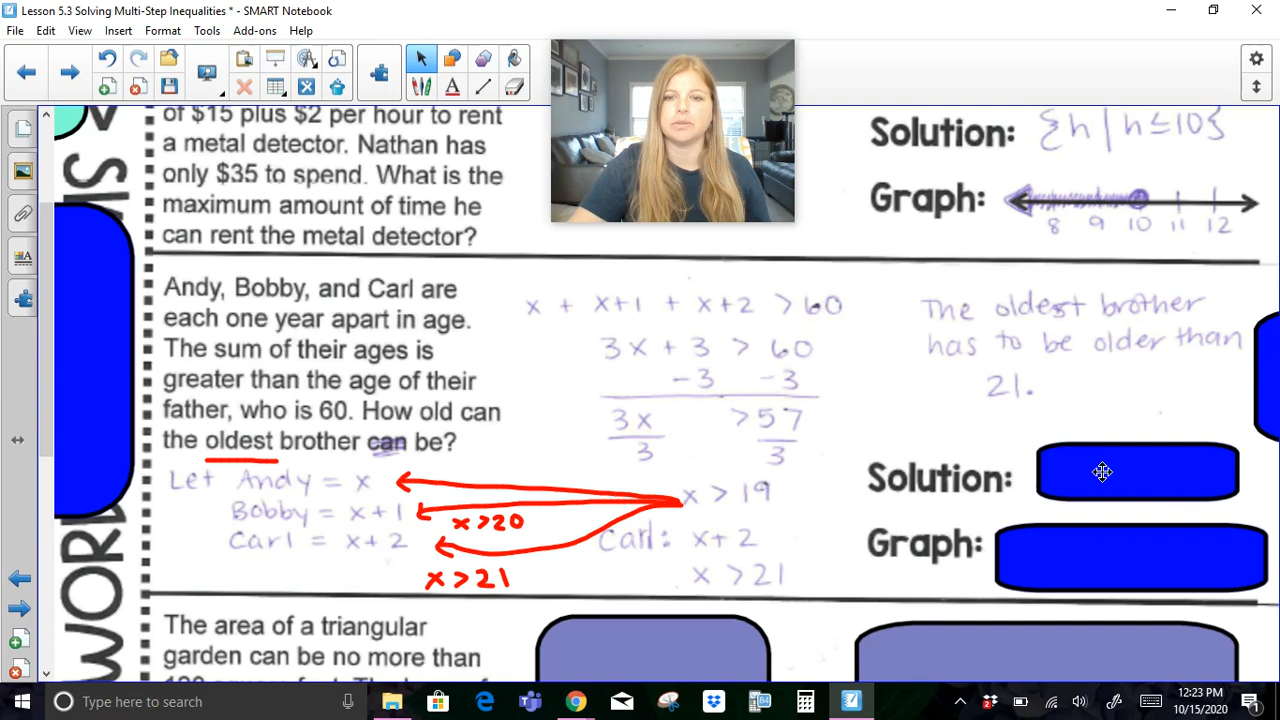 Lesson 5.3 Solving Multi-Step Inequalities * - SMART Notebook
File Edit View Insert Format Tools Add-ons Help
of $15 plus $2 per hour to rent
a metal detector. Nathan has
only $35 to spend. What is the
maximum amount of time he
can rent the metal detector?
Solution: {h | h ≤ 10}
Graph:
8 9 10 11 12
WORD
Andy, Bobby, and Carl are
each one year apart in age.
The sum of their ages is
greater than the age of their
father, who is 60. How old can
the oldest brother can be?
Let Andy = x
Bobby = x + 1
Carl = x + 2
x > 20
x > 21
x + x+1 + x+2 > 60
3x + 3 > 60
-3 -3
3x > 57
3 3
x > 19
Carl: x + 2
x > 21
The oldest brother
has to be older than
21.
Solution:
Graph:
The area of a triangular
garden can be no more than
Type here to search
12:23 PM
10/15/2020